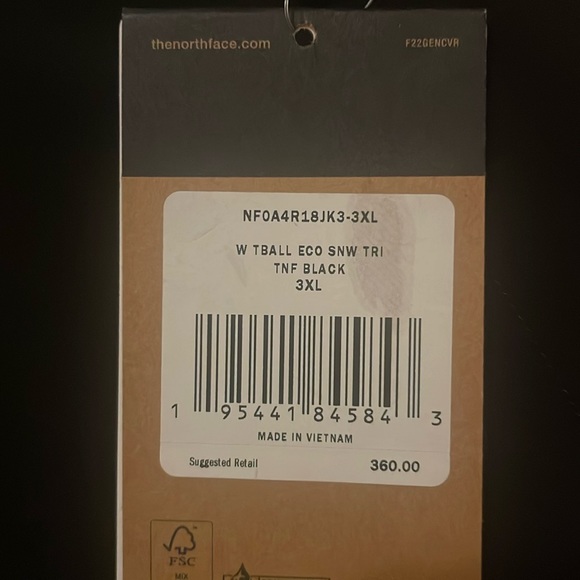 thenorthface.com F22GENCVR
NF0A4R18JK3-3XL
W TBALL ECO SNW TRI
TNF BLACK
3XL
1 95441 84584 3
MADE IN VIETNAM
Suggested Retail 360.00
FSC
MIX